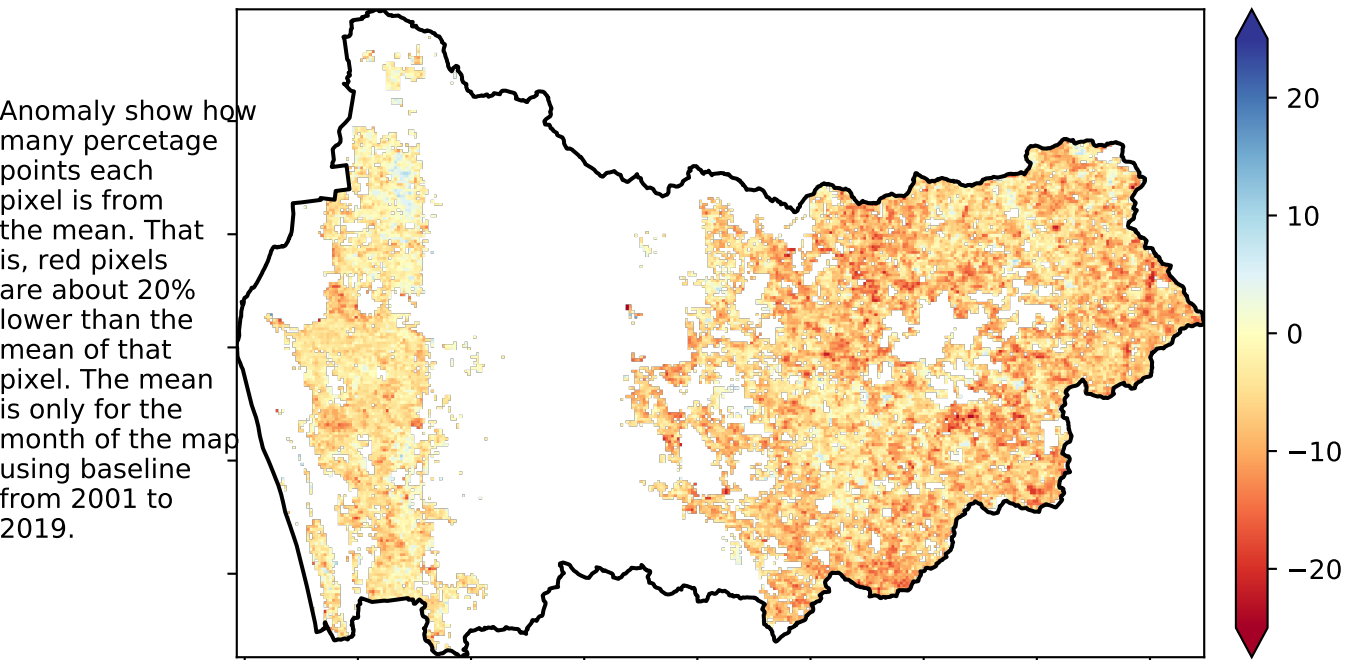 Anomaly show how
many percetage
points each
pixel is from
the mean. That
is, red pixels
are about 20%
lower than the
mean of that
pixel. The mean
is only for the
month of the map
using baseline
from 2001 to
2019.
20
10
0
−10
−20